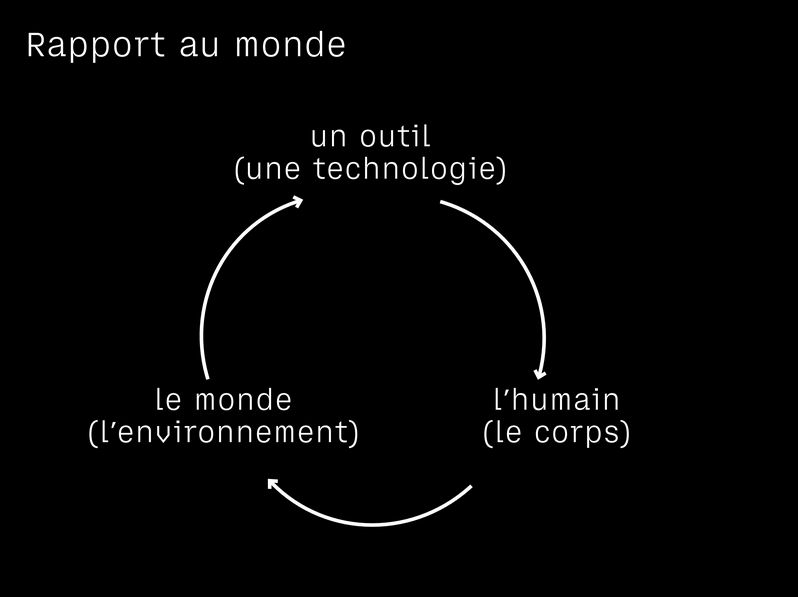 Rapport au monde
un outil
(une technologie)
le monde
(l'environnement)
l'humain
(le corps)